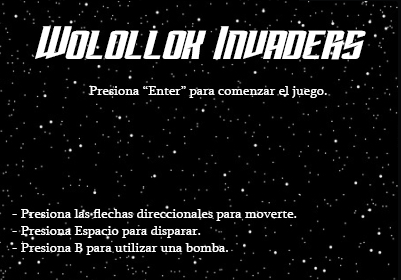 Wolollok Invaders
Presiona “Enter” para comenzar el juego.
- Presiona las flechas direccionales para moverte.
- Presiona Espacio para disparar.
- Presiona B para utilizar una bomba.